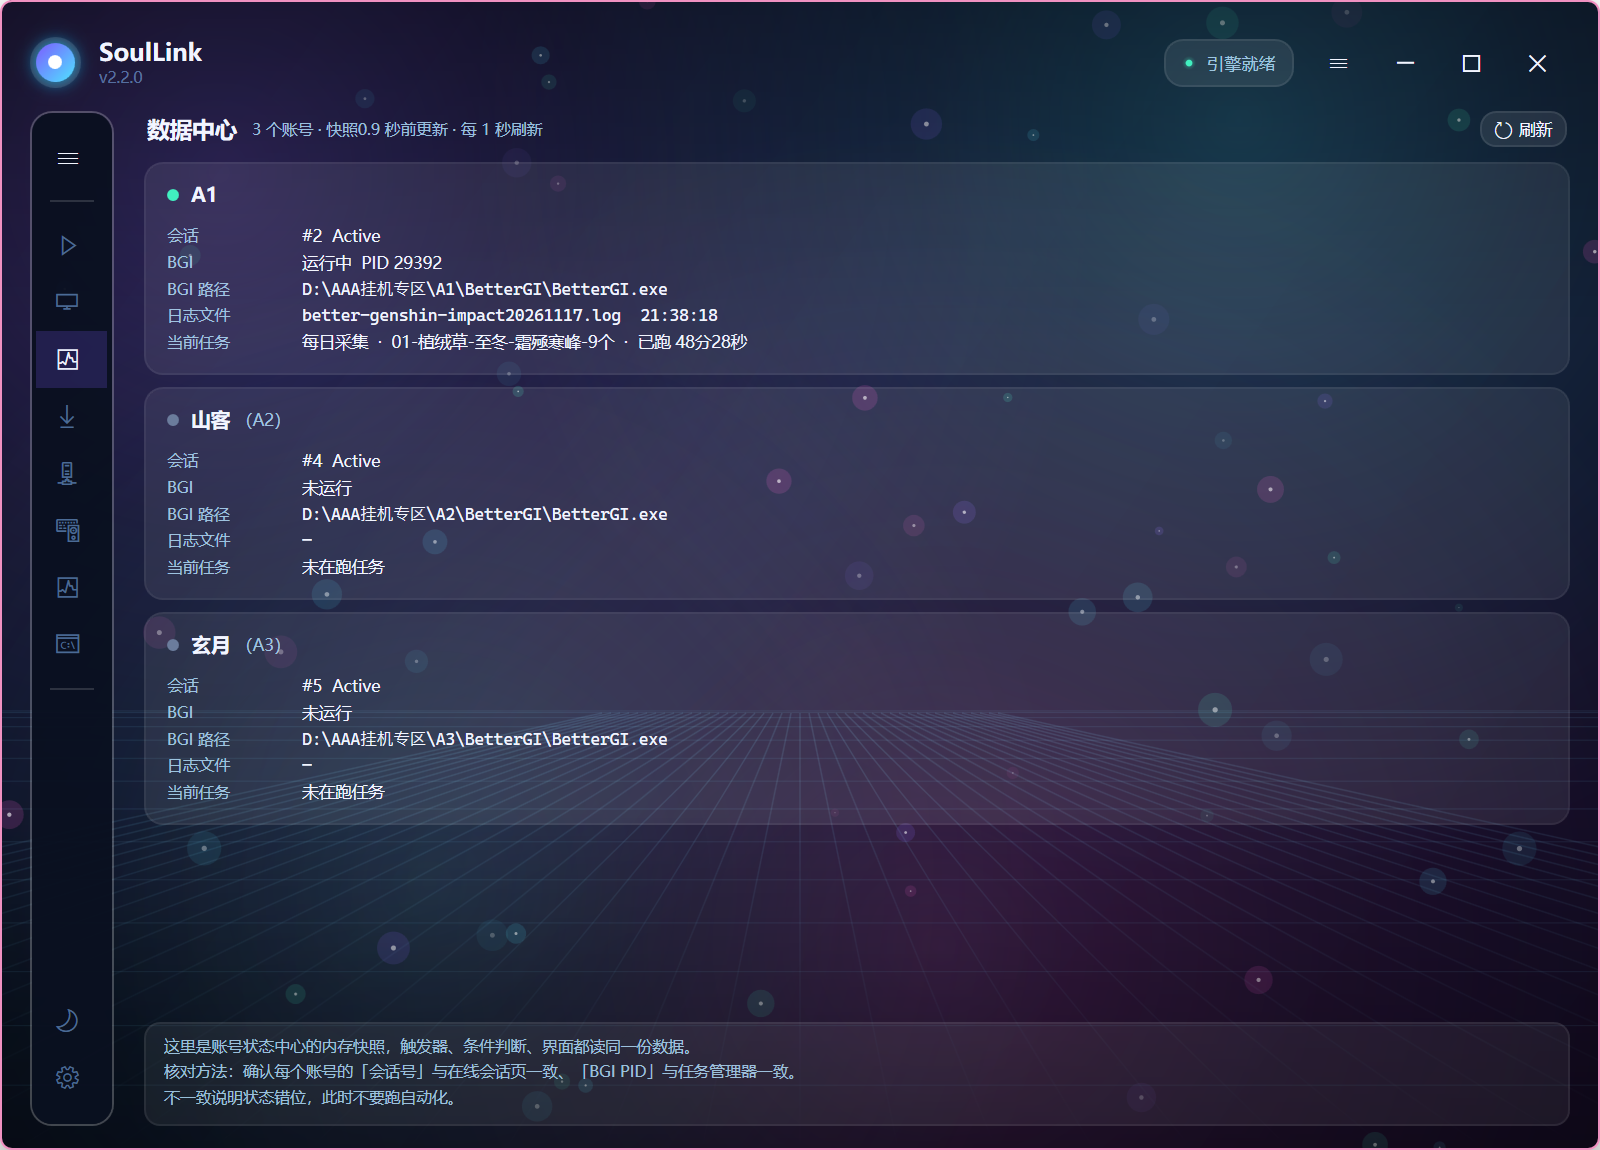 SoulLink
v2.2.0
引擎就绪
数据中心 3 个账号 · 快照0.9 秒前更新 · 每 1 秒刷新
刷新
A1
会话 #2 Active
BGI 运行中 PID 29392
BGI 路径 D:\AAA挂机专区\A1\BetterGI\BetterGI.exe
日志文件 better-genshin-impact20261117.log 21:38:18
当前任务 每日采集 · 01-植绒草-至冬-霜殛寒峰-9个 · 已跑 48分28秒
山客 (A2)
会话 #4 Active
BGI 未运行
BGI 路径 D:\AAA挂机专区\A2\BetterGI\BetterGI.exe
日志文件 —
当前任务 未在跑任务
玄月 (A3)
会话 #5 Active
BGI 未运行
BGI 路径 D:\AAA挂机专区\A3\BetterGI\BetterGI.exe
日志文件 —
当前任务 未在跑任务
C:\
这里是账号状态中心的内存快照，触发器、条件判断、界面都读同一份数据。
核对方法：确认每个账号的「会话号」与在线会话页一致、「BGI PID」与任务管理器一致。
不一致说明状态错位，此时不要跑自动化。